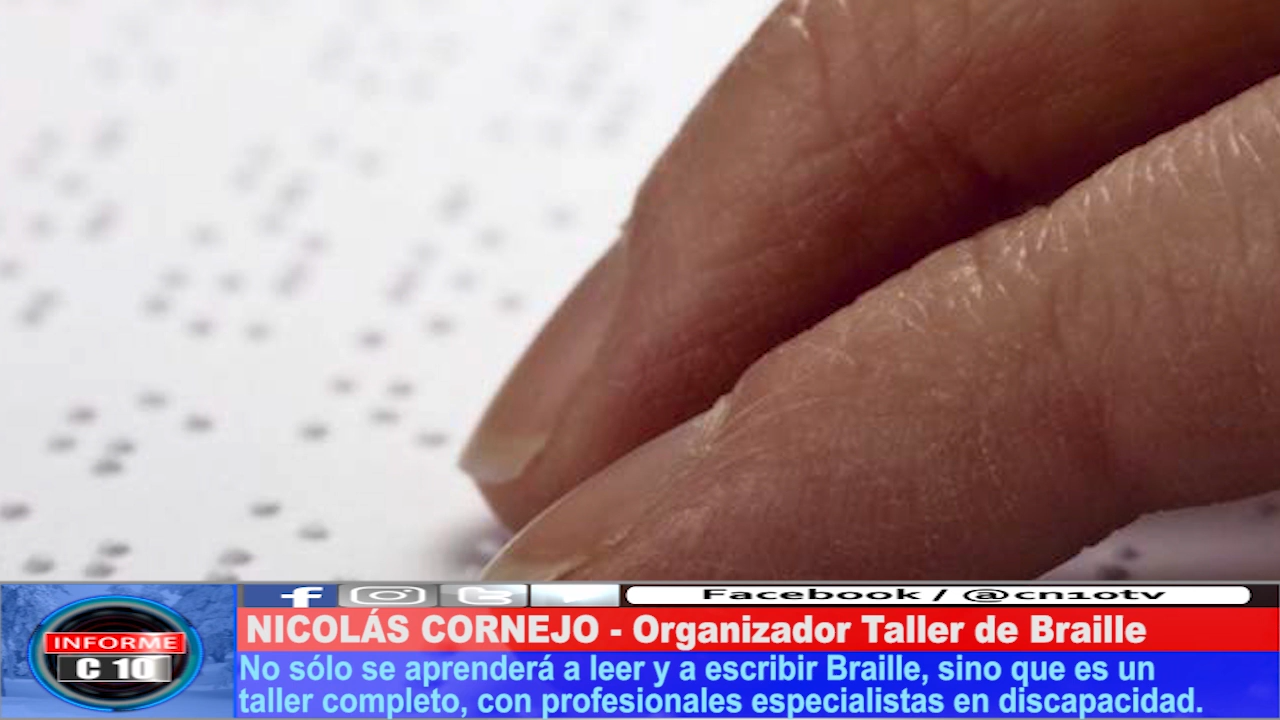 Facebook / @cn10tv
INFORME
C 10
NICOLÁS CORNEJO - Organizador Taller de Braille
No sólo se aprenderá a leer y a escribir Braille, sino que es un
taller completo, con profesionales especialistas en discapacidad.